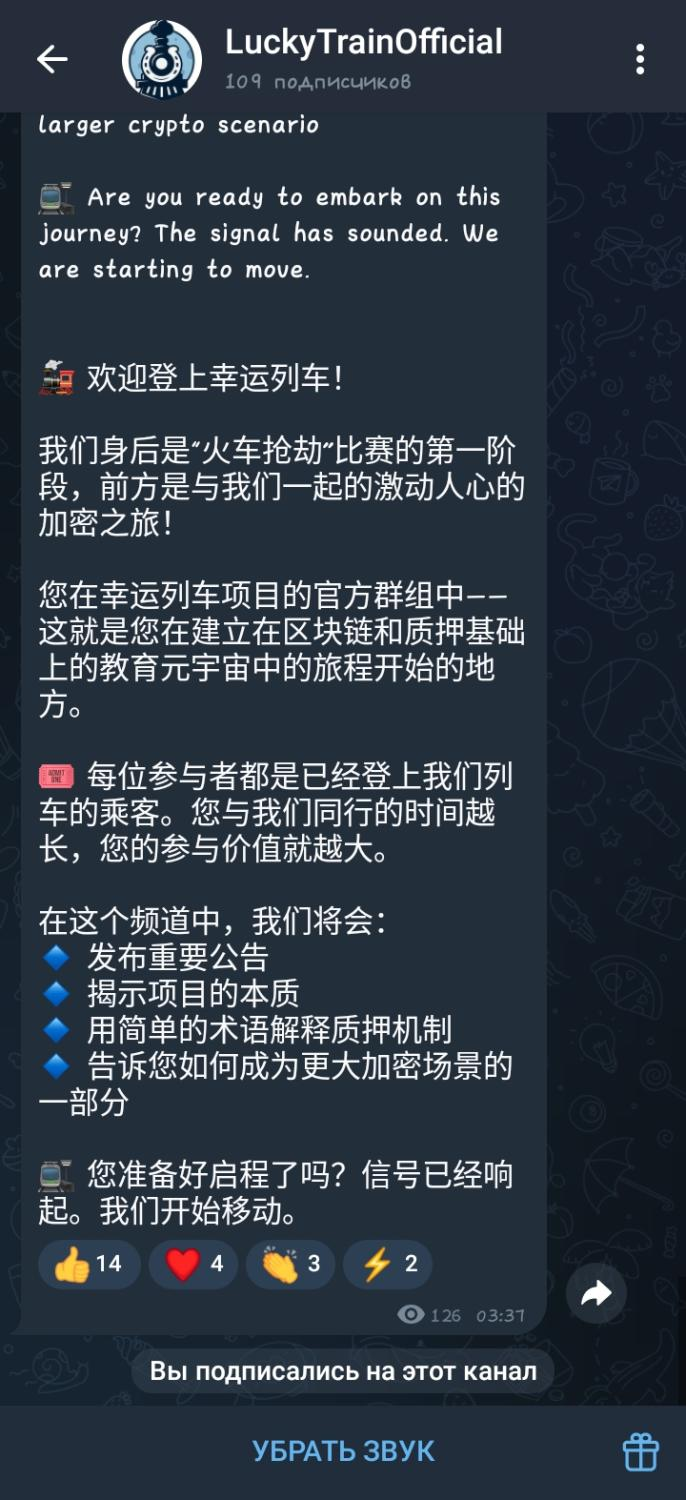 LuckyTrainOfficial
109 подписчиков
larger crypto scenario
Are you ready to embark on this
journey? The signal has sounded. We
are starting to move.
欢迎登上幸运列车！
我们身后是“火车抢劫”比赛的第一阶
段，前方是与我们一起的激动人心的
加密之旅！
您在幸运列车项目的官方群组中——
这就是您在建立在区块链和质押基础
上的教育元宇宙中的旅程开始的地
方。
🎟 每位参与者都是已经登上我们列
车的乘客。您与我们同行的时间越
长，您的参与价值就越大。
在这个频道中，我们将会：
🔹 发布重要公告
🔹 揭示项目的本质
🔹 用简单的术语解释质押机制
🔹 告诉您如何成为更大加密场景的
一部分
您准备好启程了吗？信号已经响
起。我们开始移动。
👍 14 ❤ 4 👏 3 ⚡ 2
126 03:37
Вы подписались на этот канал
УБРАТЬ ЗВУК